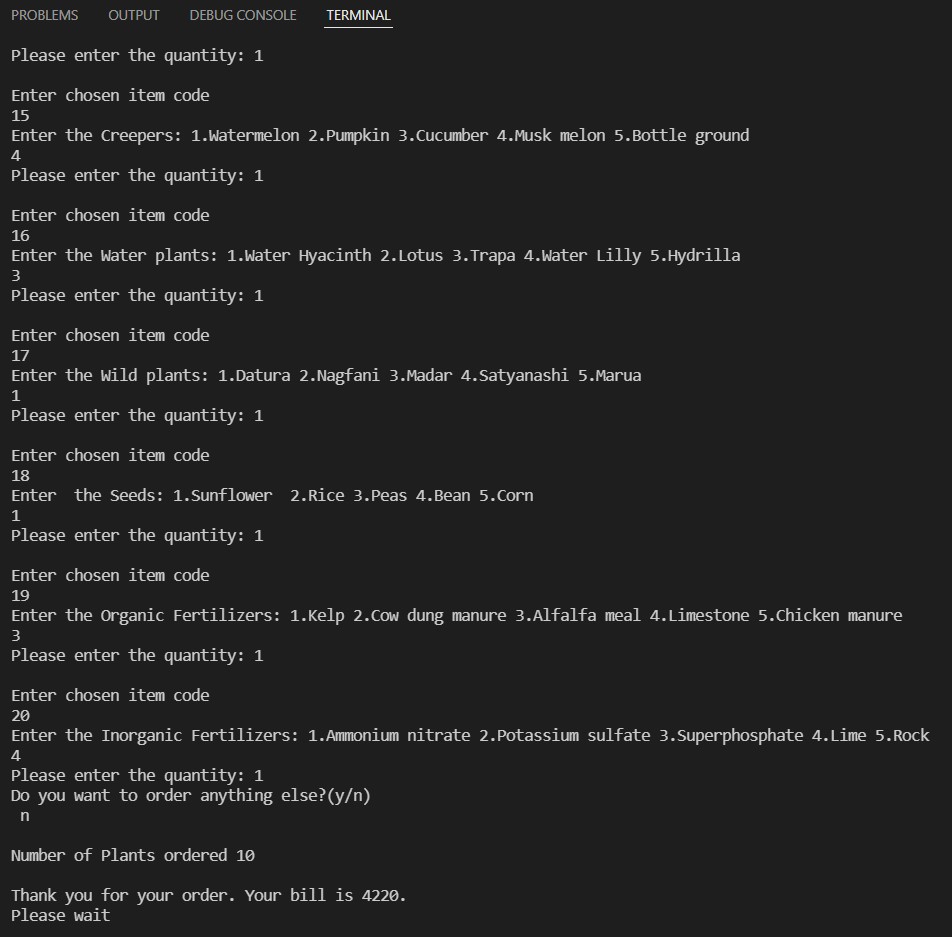 PROBLEMS OUTPUT DEBUG CONSOLE TERMINAL
Please enter the quantity: 1
Enter chosen item code
15
Enter the Creepers: 1.Watermelon 2.Pumpkin 3.Cucumber 4.Musk melon 5.Bottle ground
4
Please enter the quantity: 1
Enter chosen item code
16
Enter the Water plants: 1.Water Hyacinth 2.Lotus 3.Trapa 4.Water Lilly 5.Hydrilla
3
Please enter the quantity: 1
Enter chosen item code
17
Enter the Wild plants: 1.Datura 2.Nagfani 3.Madar 4.Satyanashi 5.Marua
1
Please enter the quantity: 1
Enter chosen item code
18
Enter  the Seeds: 1.Sunflower  2.Rice 3.Peas 4.Bean 5.Corn
1
Please enter the quantity: 1
Enter chosen item code
19
Enter the Organic Fertilizers: 1.Kelp 2.Cow dung manure 3.Alfalfa meal 4.Limestone 5.Chicken manure
3
Please enter the quantity: 1
Enter chosen item code
20
Enter the Inorganic Fertilizers: 1.Ammonium nitrate 2.Potassium sulfate 3.Superphosphate 4.Lime 5.Rock
4
Please enter the quantity: 1
Do you want to order anything else?(y/n)
n
Number of Plants ordered 10
Thank you for your order. Your bill is 4220.
Please wait